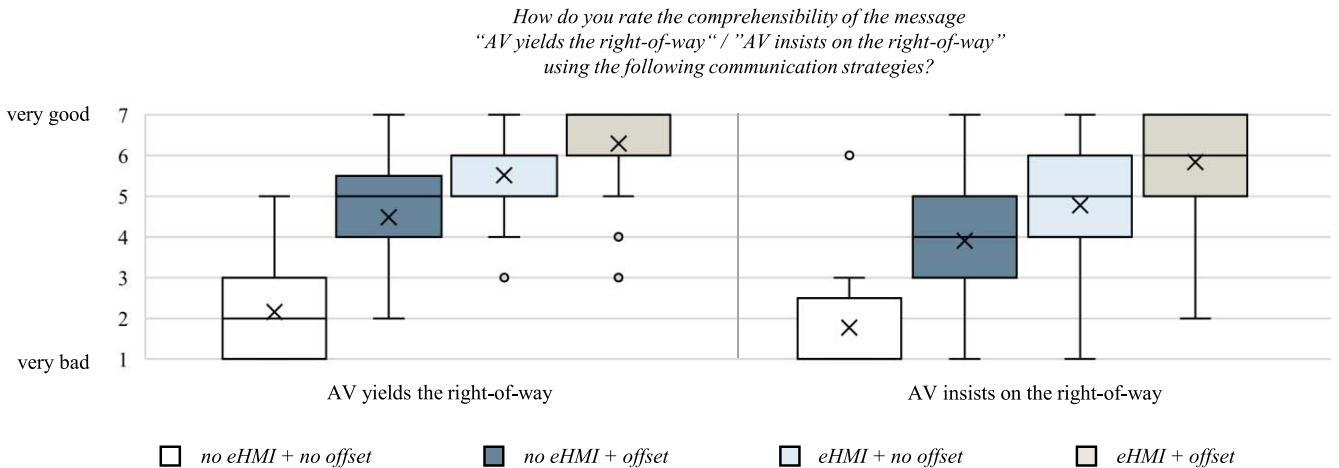 How do you rate the comprehensibility of the message
“AV yields the right-of-way“ / ”AV insists on the right-of-way”
using the following communication strategies?
very good 7
6
5
4
3
2
very bad 1
AV yields the right-of-way AV insists on the right-of-way
no eHMI + no offset no eHMI + offset eHMI + no offset eHMI + offset